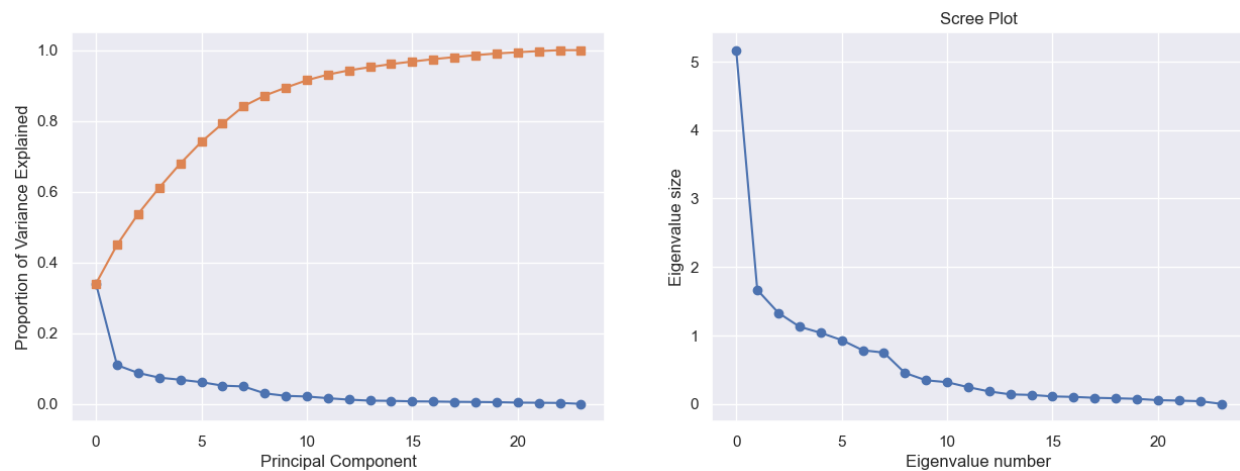 Proportion of Variance Explained
1.0
0.8
0.6
0.4
0.2
0.0
0 5 10 15 20
Principal Component
Scree Plot
Eigenvalue size
5
4
3
2
1
0
0 5 10 15 20
Eigenvalue number